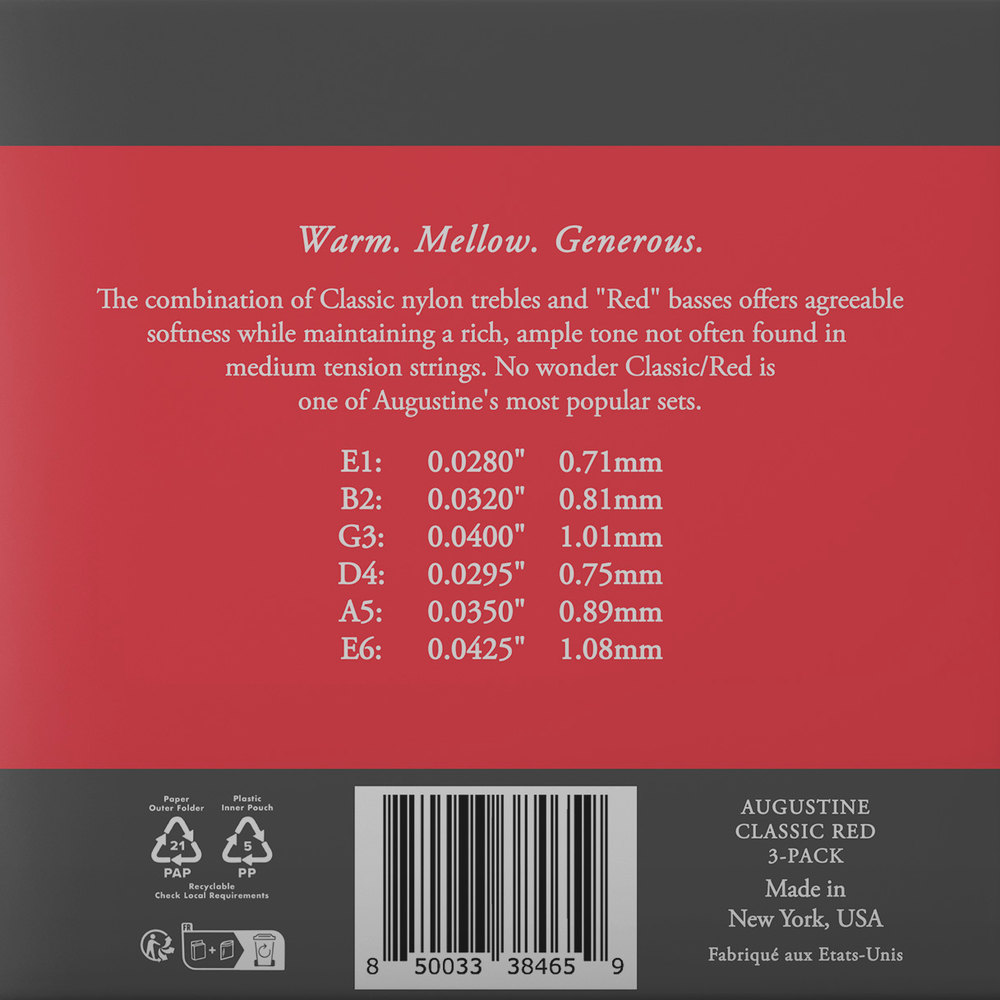 Warm. Mellow. Generous.
The combination of Classic nylon trebles and "Red" basses offers agreeable
softness while maintaining a rich, ample tone not often found in
medium tension strings. No wonder Classic/Red is
one of Augustine's most popular sets.
E1: 0.0280" 0.71mm
B2: 0.0320" 0.81mm
G3: 0.0400" 1.01mm
D4: 0.0295" 0.75mm
A5: 0.0350" 0.89mm
E6: 0.0425" 1.08mm
Paper
Outer Folder
21
PAP
Plastic
Inner Pouch
5
PP
Recyclable
Check Local Requirements
FR
+
8 50033 38465 9
AUGUSTINE
CLASSIC RED
3-PACK
Made in
New York, USA
Fabriqué aux Etats-Unis